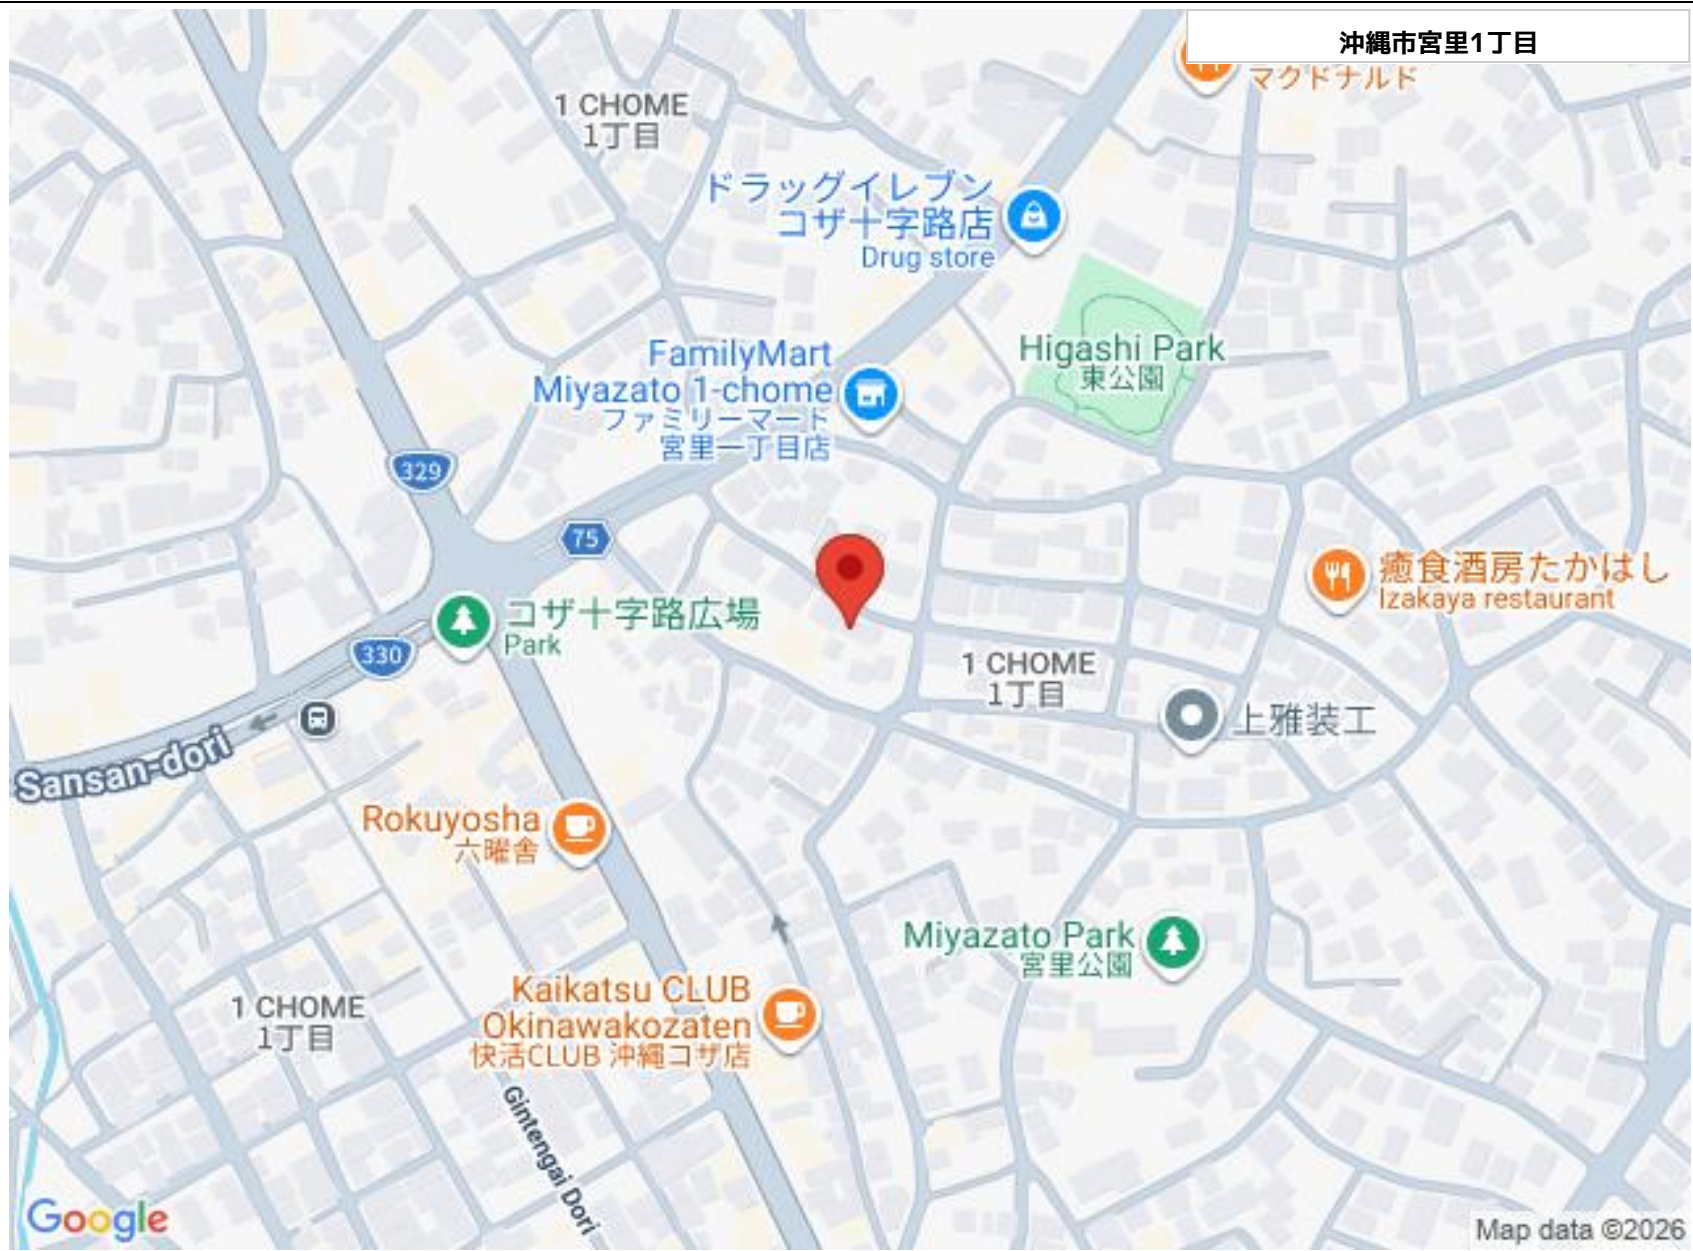 沖縄市宮里1丁目
マクドナルド
1 CHOME
1丁目
ドラッグイレブン
コザ十字路店
Drug store
Higashi Park
東公園
FamilyMart
Miyazato 1-chome
ファミリーマート
宮里一丁目店
329
75
癒食酒房たかはし
Izakaya restaurant
コザ十字路広場
Park
330
1 CHOME
1丁目
上雅装工
Sansan-dori
Rokuyosha
六曜舎
Miyazato Park
宮里公園
Kaikatsu CLUB
Okinawakozaten
快活CLUB 沖縄コザ店
1 CHOME
1丁目
Gintengai Dori
Google
Map data ©2026